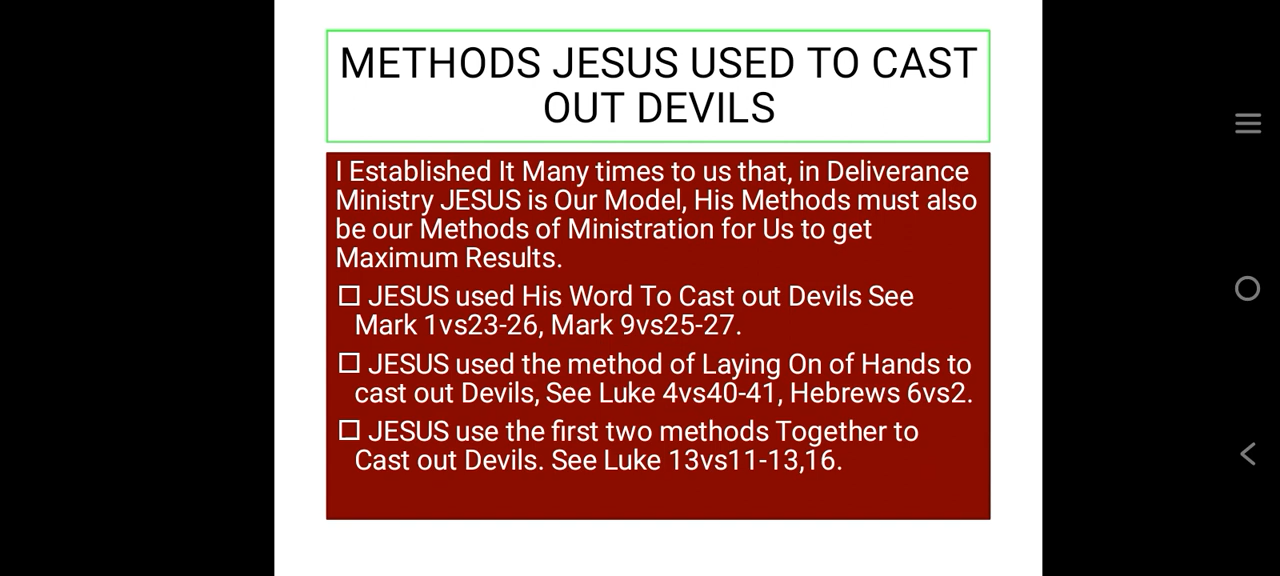 METHODS JESUS USED TO CAST
OUT DEVILS
I Established It Many times to us that, in Deliverance
Ministry JESUS is Our Model, His Methods must also
be our Methods of Ministration for Us to get
Maximum Results.
□ JESUS used His Word To Cast out Devils See
Mark 1vs23-26, Mark 9vs25-27.
□ JESUS used the method of Laying On of Hands to
cast out Devils, See Luke 4vs40-41, Hebrews 6vs2.
□ JESUS use the first two methods Together to
Cast out Devils. See Luke 13vs11-13,16.